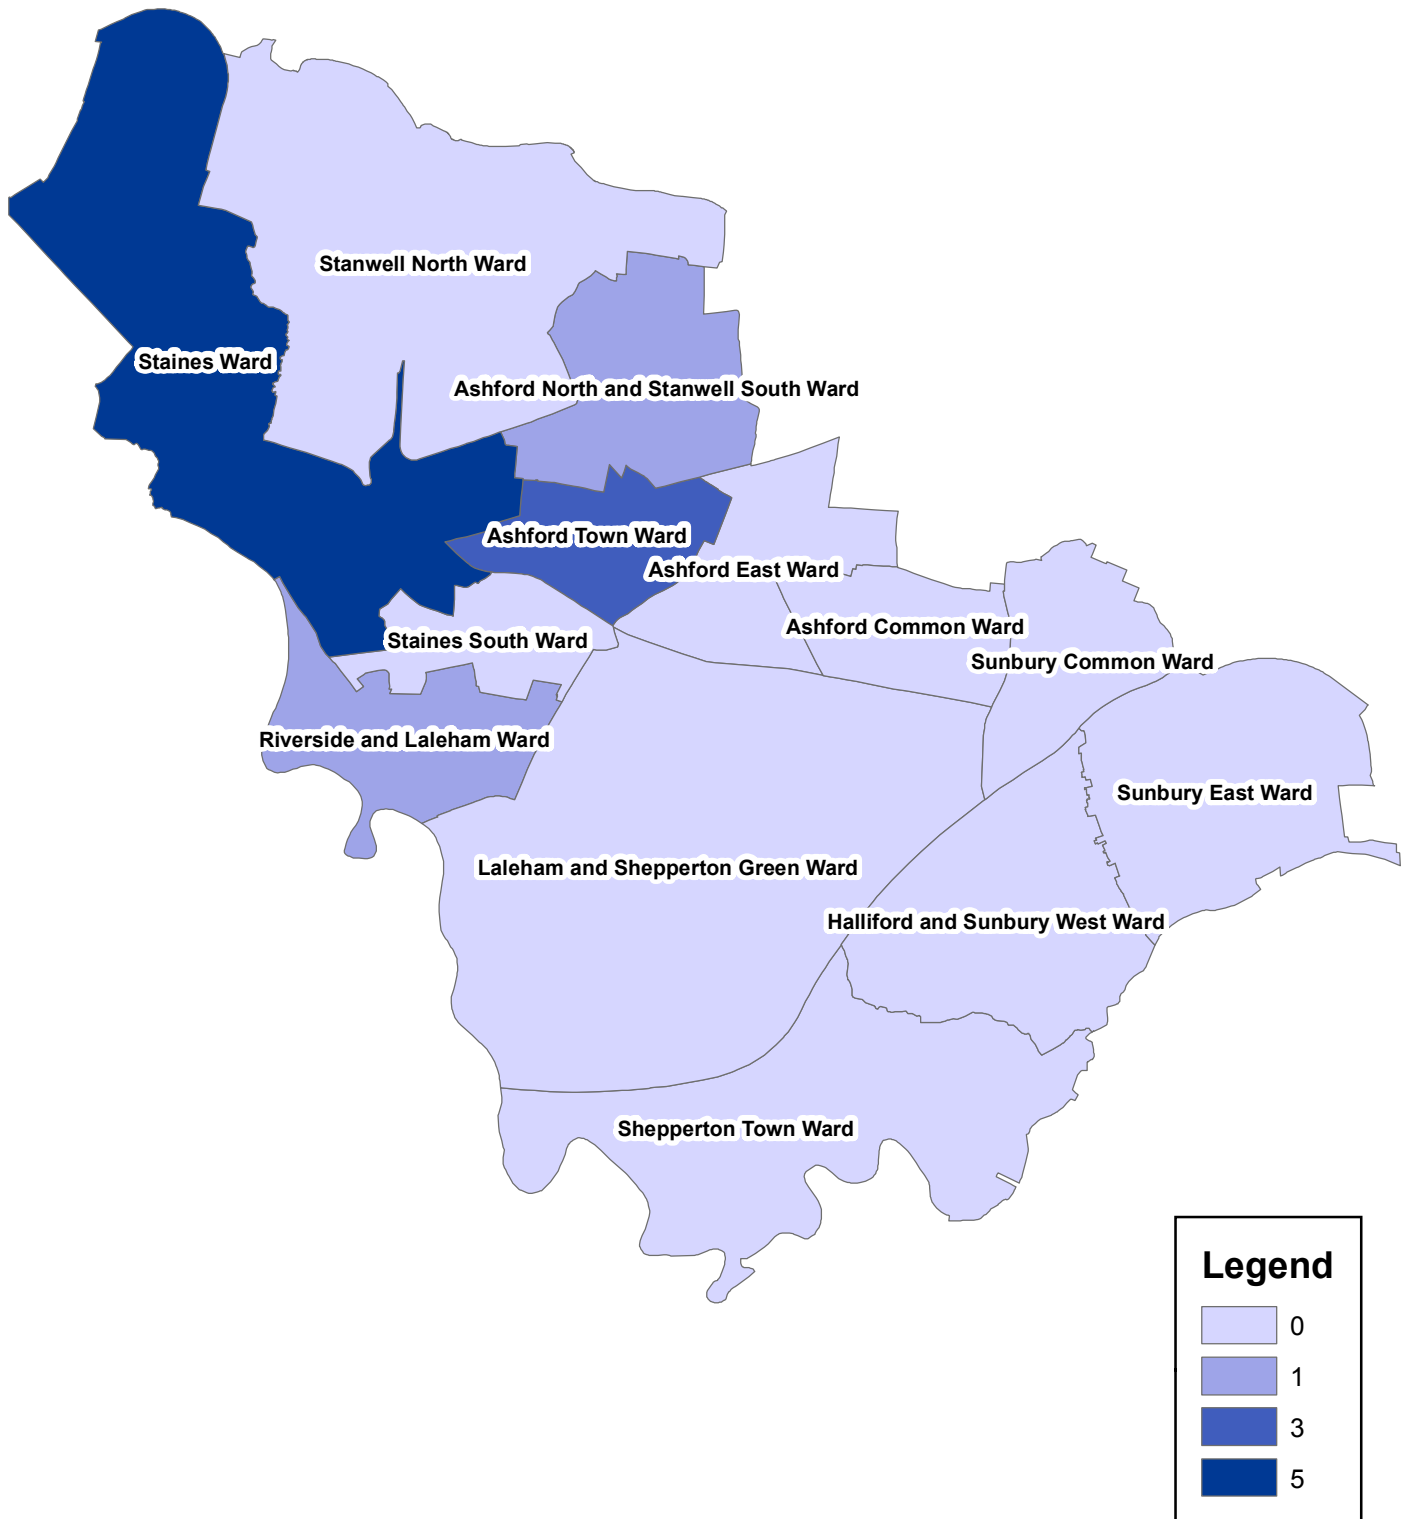 Stanwell North Ward
Staines Ward
Ashford North and Stanwell South Ward
Ashford Town Ward
Ashford East Ward
Ashford Common Ward
Staines South Ward
Sunbury Common Ward
Riverside and Laleham Ward
Sunbury East Ward
Laleham and Shepperton Green Ward
Halliford and Sunbury West Ward
Shepperton Town Ward
Legend
0
1
3
5